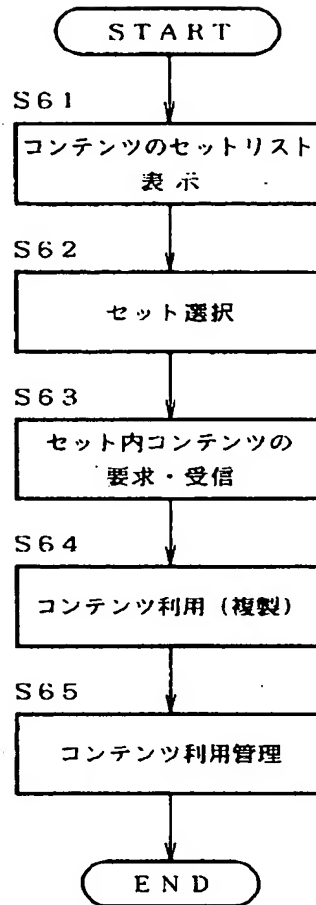 START
S61
コンテンツのセットリスト
表示
S62
セット選択
S63
セット内コンテンツの
要求・受信
S64
コンテンツ利用(複製)
S65
コンテンツ利用管理
END